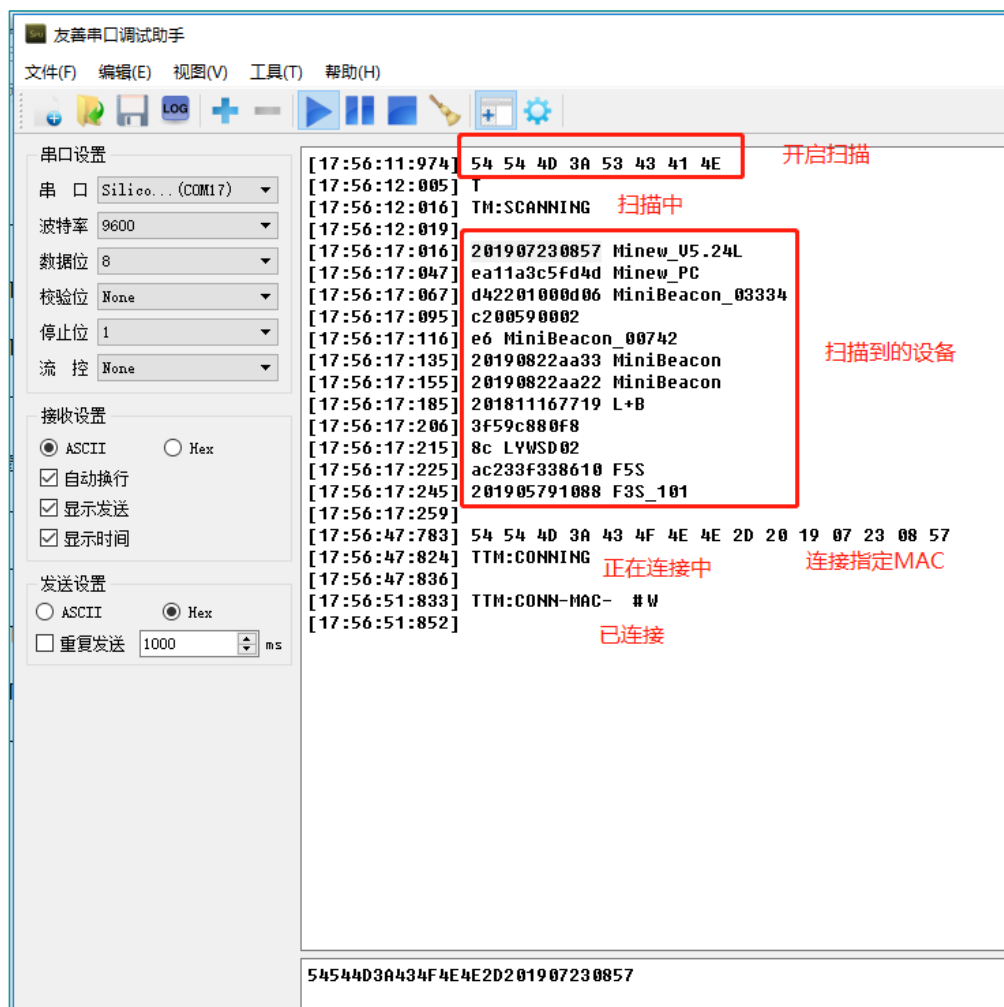 友善串口调试助手
文件(F) 编辑(E) 视图(V) 工具(T) 帮助(H)
LOG
串口设置
串 口 Silico...(COM17)
波特率 9600
数据位 8
校验位 None
停止位 1
流 控 None
接收设置
ASCII Hex
自动换行
显示发送
显示时间
发送设置
ASCII Hex
重复发送 1000 ms
[17:56:11:974] 54 54 4D 3A 53 43 41 4E 开启扫描
[17:56:12:005] T
[17:56:12:016] TM:SCANNING 扫描中
[17:56:12:019]
[17:56:17:016] 201907230857 Minew_V5.24L
[17:56:17:047] ea11a3c5fd4d Minew_PC
[17:56:17:067] d42201000d06 MiniBeacon_03334
[17:56:17:095] c200590002
[17:56:17:116] e6 MiniBeacon_00742
扫描到的设备
[17:56:17:135] 20190822aa33 MiniBeacon
[17:56:17:155] 20190822aa22 MiniBeacon
[17:56:17:185] 201811167719 L+B
[17:56:17:206] 3f59c880f8
[17:56:17:215] 8c LYWSD02
[17:56:17:225] ac233f338610 F5S
[17:56:17:245] 201905791088 F3S_101
[17:56:17:259]
[17:56:47:783] 54 54 4D 3A 43 4F 4E 4E 2D 20 19 07 23 08 57
[17:56:47:824] TTM:CONNING 正在连接中 连接指定MAC
[17:56:47:836]
[17:56:51:833] TTM:CONN-MAC- #W
[17:56:51:852] 已连接
54544D3A434F4E4E2D201907230857